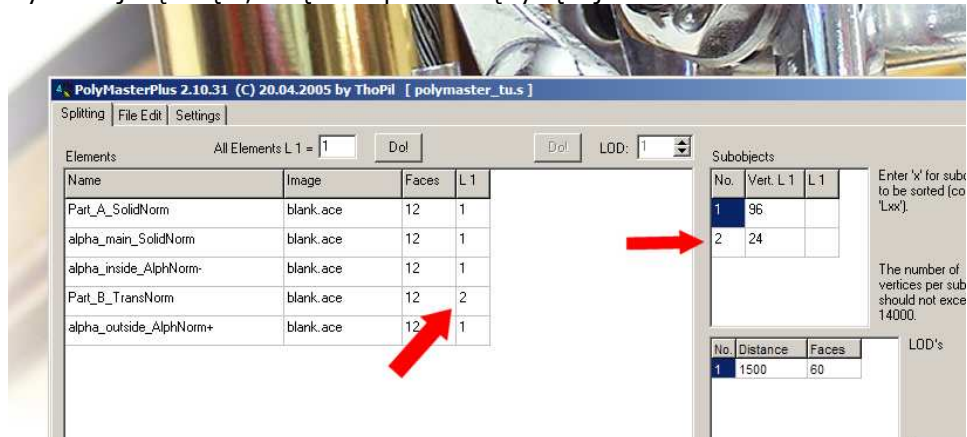 PolyMasterPlus 2.10.31 (C) 20.04.2005 by ThoPil [ polymaster_tu.s ]
Splitting File Edit Settings
All Elements L 1 = 1 Do! Do! LOD: 1
Elements Subobjects
Name Image Faces L 1
Part_A_SolidNorm blank.ace 12 1
alpha_main_SolidNorm blank.ace 12 1
alpha_inside_AlphNorm- blank.ace 12 1
Part_B_TransNorm blank.ace 12 2
alpha_outside_AlphNorm+ blank.ace 12 1
No. Vert. L 1 L 1
1 96
2 24
Enter 'x' for
to be sorted
'Lxx').
The number of
vertices per
should not
14000.
LOD's
No. Distance Faces
1 1500 60